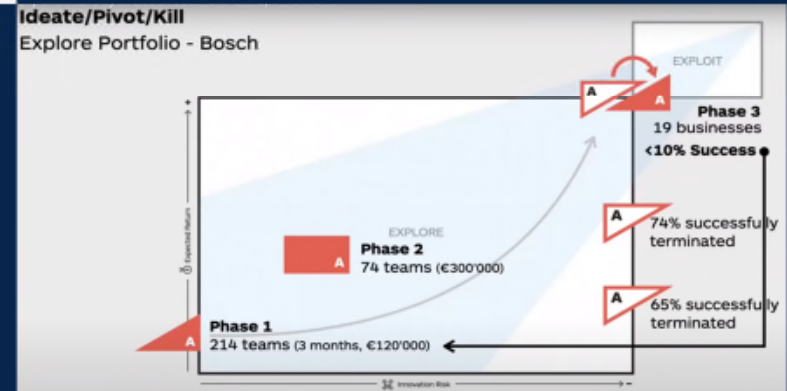 Ideate/Pivot/Kill
Explore Portfolio - Bosch
EXPLOIT
A
A
Phase 3
19 businesses
<10% Success
+
Expected Return
EXPLORE
Phase 2
A
74 teams (€300'000)
A
74% successfully
terminated
A
65% successfully
terminated
Phase 1
A
214 teams (3 months, €120'000)
-
Innovation Risk
-